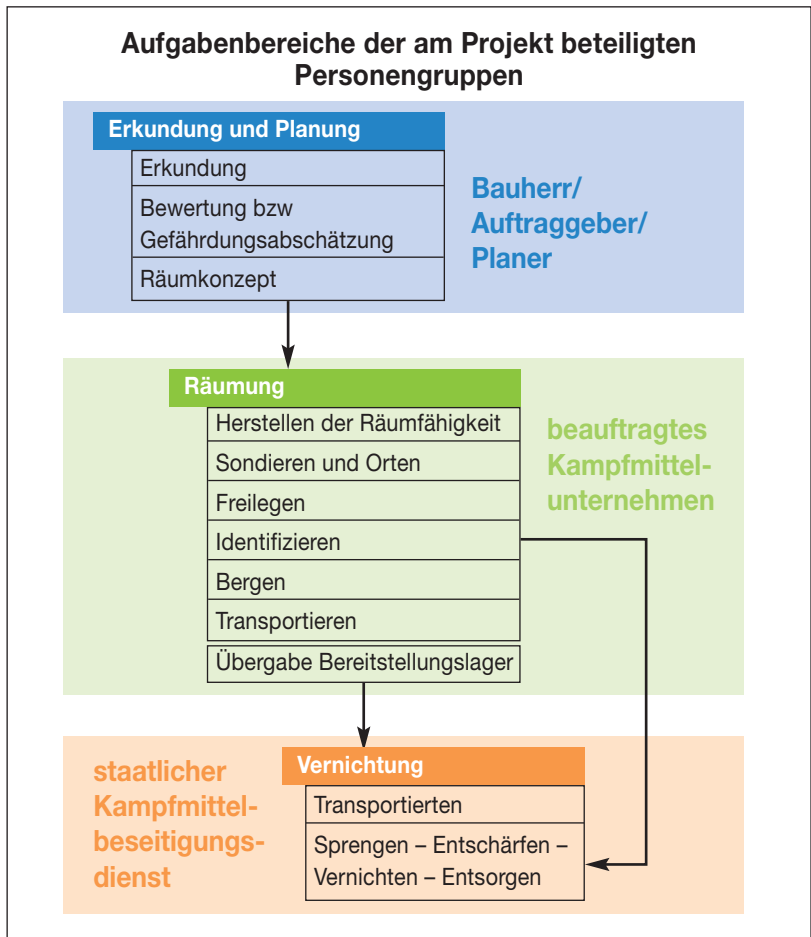 Aufgabenbereiche der am Projekt beteiligten
Personengruppen
Erkundung und Planung
Erkundung
Bewertung bzw
Gefährdungsabschätzung
Räumkonzept
Bauherr/
Auftraggeber/
Planer
Räumung
Herstellen der Räumfähigkeit
Sondieren und Orten
Freilegen
Identifizieren
Bergen
Transportieren
Übergabe Bereitstellungslager
beauftragtes
Kampfmittel-
unternehmen
staatlicher
Kampfmittel-
beseitigungs-
dienst
Vernichtung
Transportierten
Sprengen – Entschärfen –
Vernichten – Entsorgen